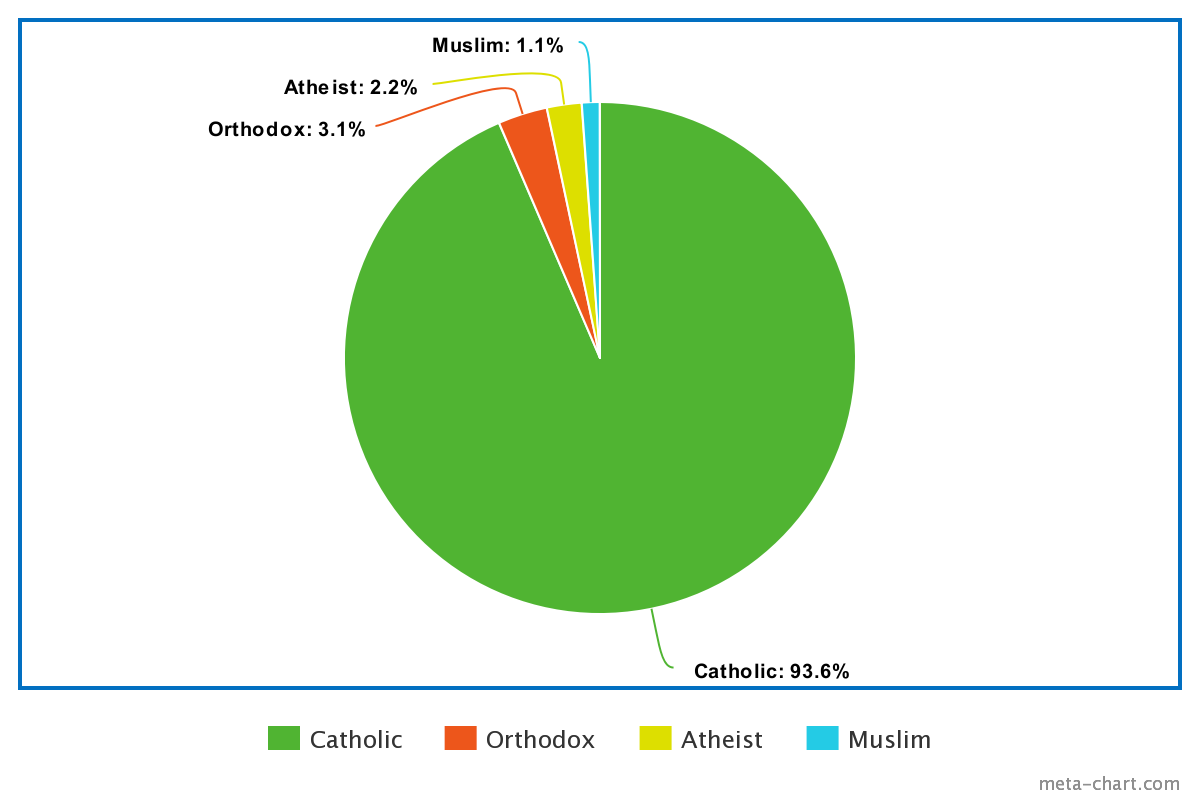 Muslim: 1.1%
Atheist: 2.2%
Orthodox: 3.1%
Catholic: 93.6%
Catholic Orthodox Atheist Muslim
meta-chart.com